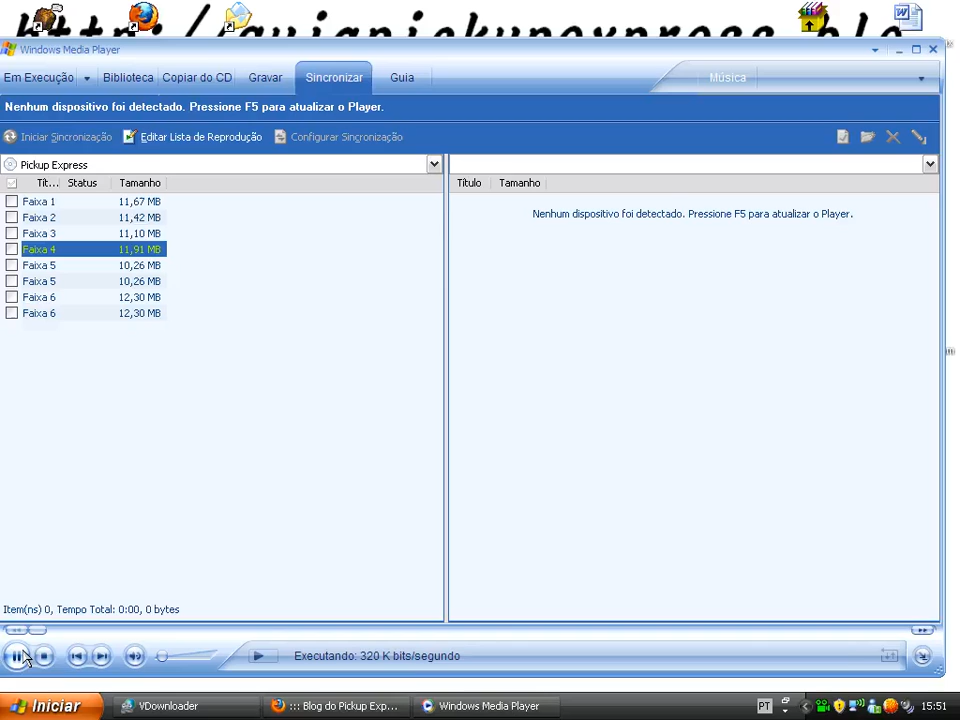 Windows Media Player
Em Execução Biblioteca Copiar do CD Gravar Sincronizar Guia Música
Nenhum dispositivo foi detectado. Pressione F5 para atualizar o Player.
Iniciar Sincronização Editar Lista de Reprodução Configurar Sincronização
Pickup Express
Tít... Status Tamanho Título Tamanho
Faixa 1 11,67 MB
Nenhum dispositivo foi detectado. Pressione F5 para atualizar o Player.
Faixa 2 11,42 MB
Faixa 3 11,10 MB
Faixa 4 11,91 MB
Faixa 5 10,26 MB
Faixa 5 10,26 MB
Faixa 6 12,30 MB
Faixa 6 12,30 MB
Item(ns) 0, Tempo Total: 0:00, 0 bytes
Executando: 320 K bits/segundo
Iniciar VDownloader ::: Blog do Pickup Expr... Windows Media Player PT 15:51